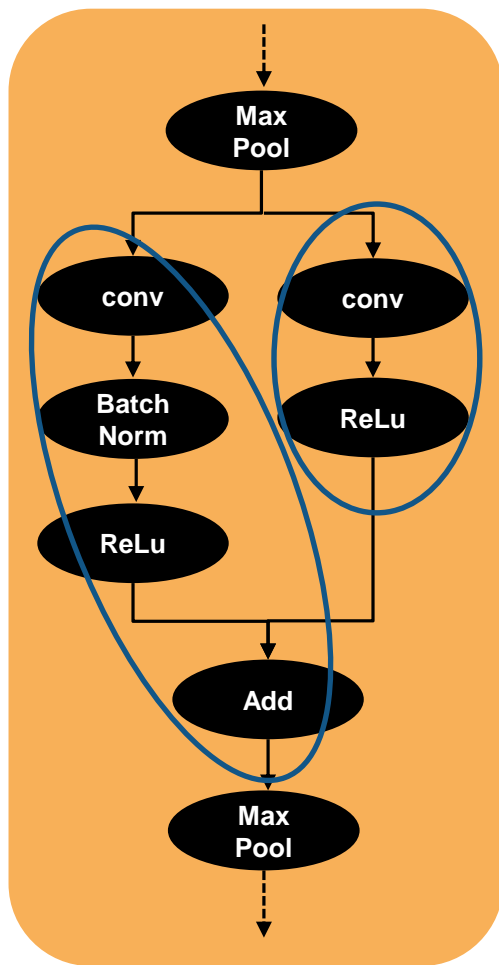 Max
Pool
conv
conv
Batch
Norm
ReLu
ReLu
Add
Max
Pool